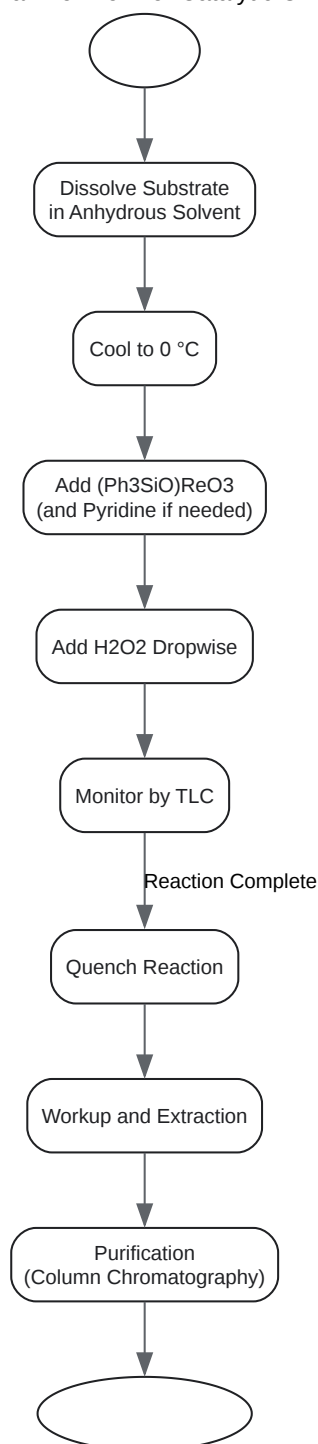 Dissolve Substrate
in Anhydrous Solvent
Cool to 0 °C
Add (Ph3SiO)ReO3
(and Pyridine if needed)
Add H2O2 Dropwise
Monitor by TLC
Reaction Complete
Quench Reaction
Workup and Extraction
Purification
(Column Chromatography)